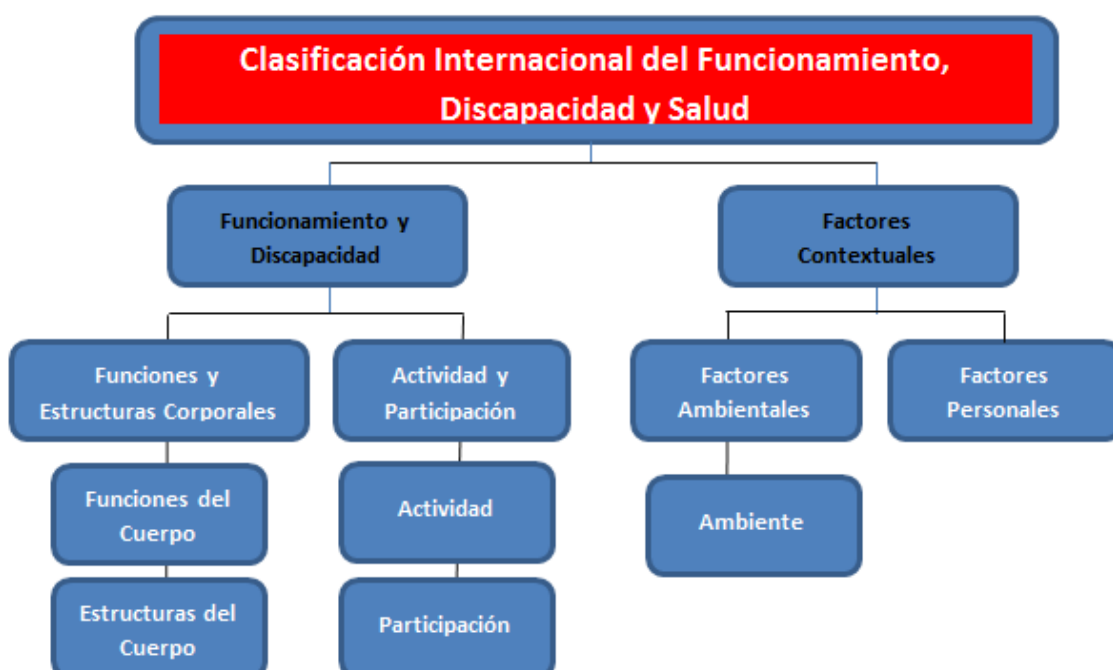 Clasificación Internacional del Funcionamiento,
Discapacidad y Salud
Funcionamiento y
Discapacidad
Factores
Contextuales
Funciones y
Estructuras Corporales
Actividad y
Participación
Factores
Ambientales
Factores
Personales
Funciones del
Cuerpo
Actividad
Ambiente
Estructuras del
Cuerpo
Participación